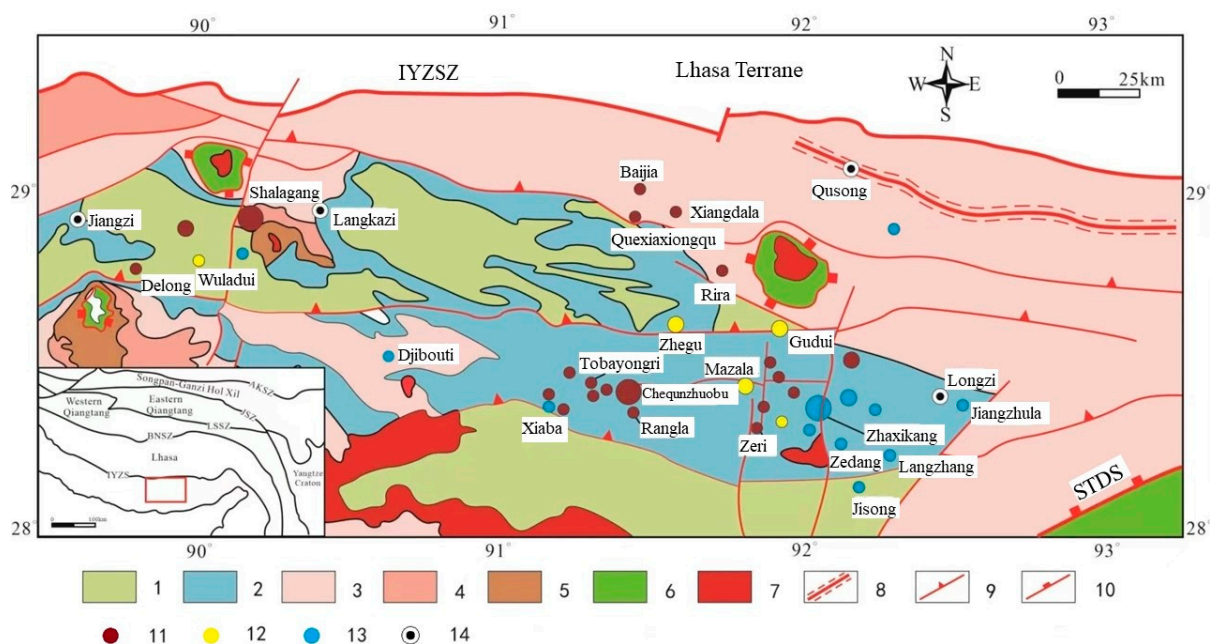 90° 91° 92° 93°
IYZSZ Lhasa Terrane
N
W E
S
0 25km
29° 29°
Baijia
Qusong
Shalagang
Jiangzi Langkazi Xiangdala
Quexiaxiongqu
Delong Wuladui
Rira
Zhegu Gudui
Djibouti
Tobayongri Mazala
Longzi
Chequnzhuobu
Jiangzhula
Xiaba Rangla Zeri Zhaxikang
Zedang Langzhang
Jisong
STDS
28° 28°
Songpan-Ganzi Hol Xil AKSZ
Western
Qiangtang
Eastern
Qiangtang
JSZ
LSSZ
BNSZ
Lhasa
IYZS
Yangtze
Craton
0 100km
90° 91° 92° 93°
1 2 3 4 5 6 7 8 9 10
11 12 13 14